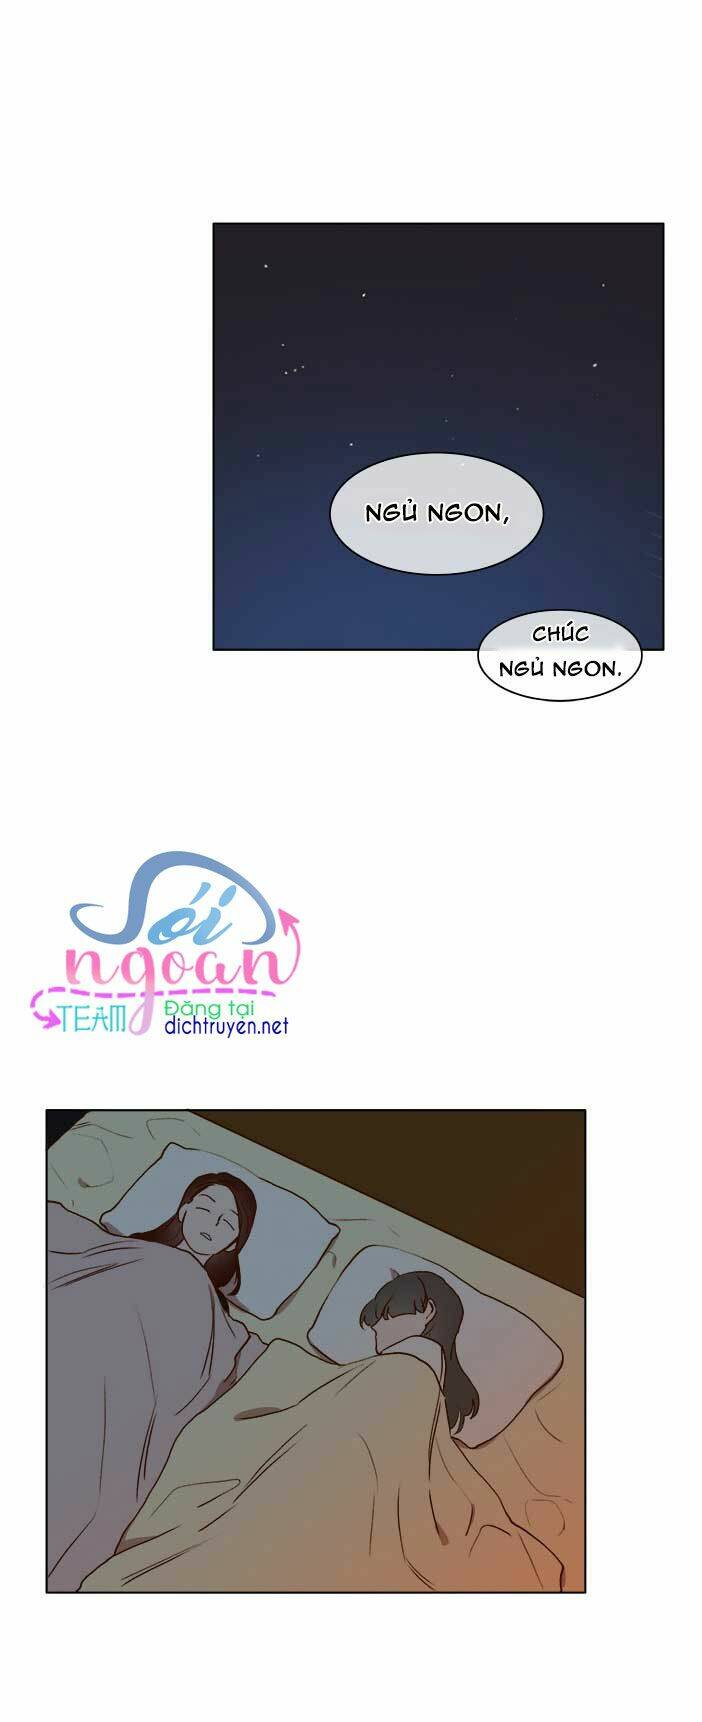 NGỦ NGON,
CHÚC
NGỦ NGON.
Sói
ngoan
TEAM
Đăng tại
dichtruyen.net